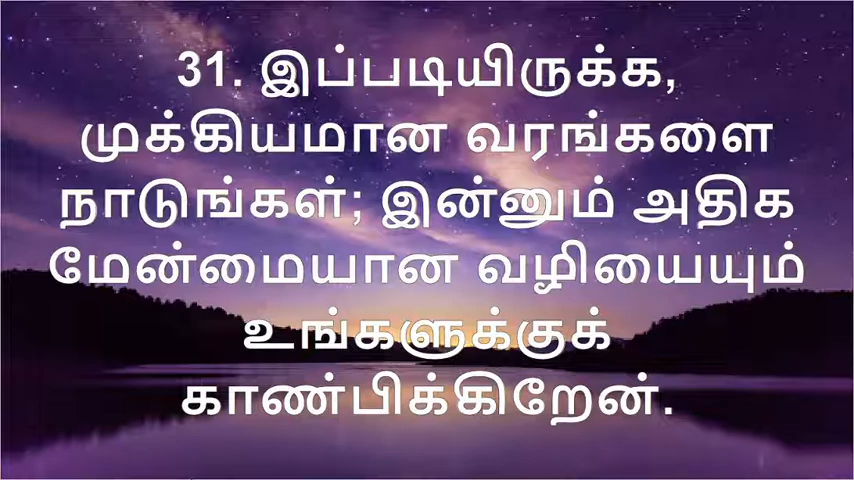 31. இப்படியிருக்க,
முக்கியமான வரங்களை
நாடுங்கள்; இன்னும் அதிக
மேன்மையான வழியையும்
உங்களுக்குக்
காண்பிக்கிறேன்.